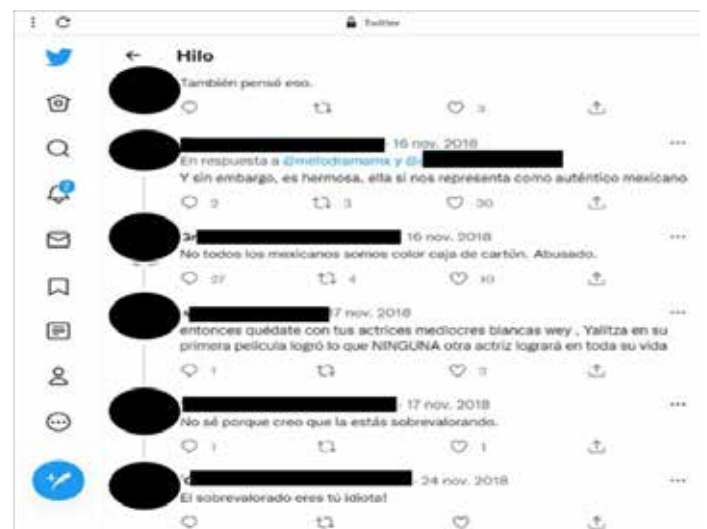 Twitter
Hilo
También pensé eso.
3
16 nov. 2018
En respuesta a @melodramamx y @
Y sin embargo, es hermosa, ella si nos representa como auténtico mexicano
2 3 30
16 nov. 2018
No todos los mexicanos somos color caja de cartón. Abusado.
27 4 10
17 nov. 2018
entonces quédate con tus actrices mediocres blancas wey , Yalitza en su
primera película logró lo que NINGUNA otra actriz logrará en toda su vida
1 3
· 17 nov. 2018
No sé porque creo que la estás sobrevalorando.
1 1
· 24 nov. 2018
El sobrevalorado eres tú idiota!